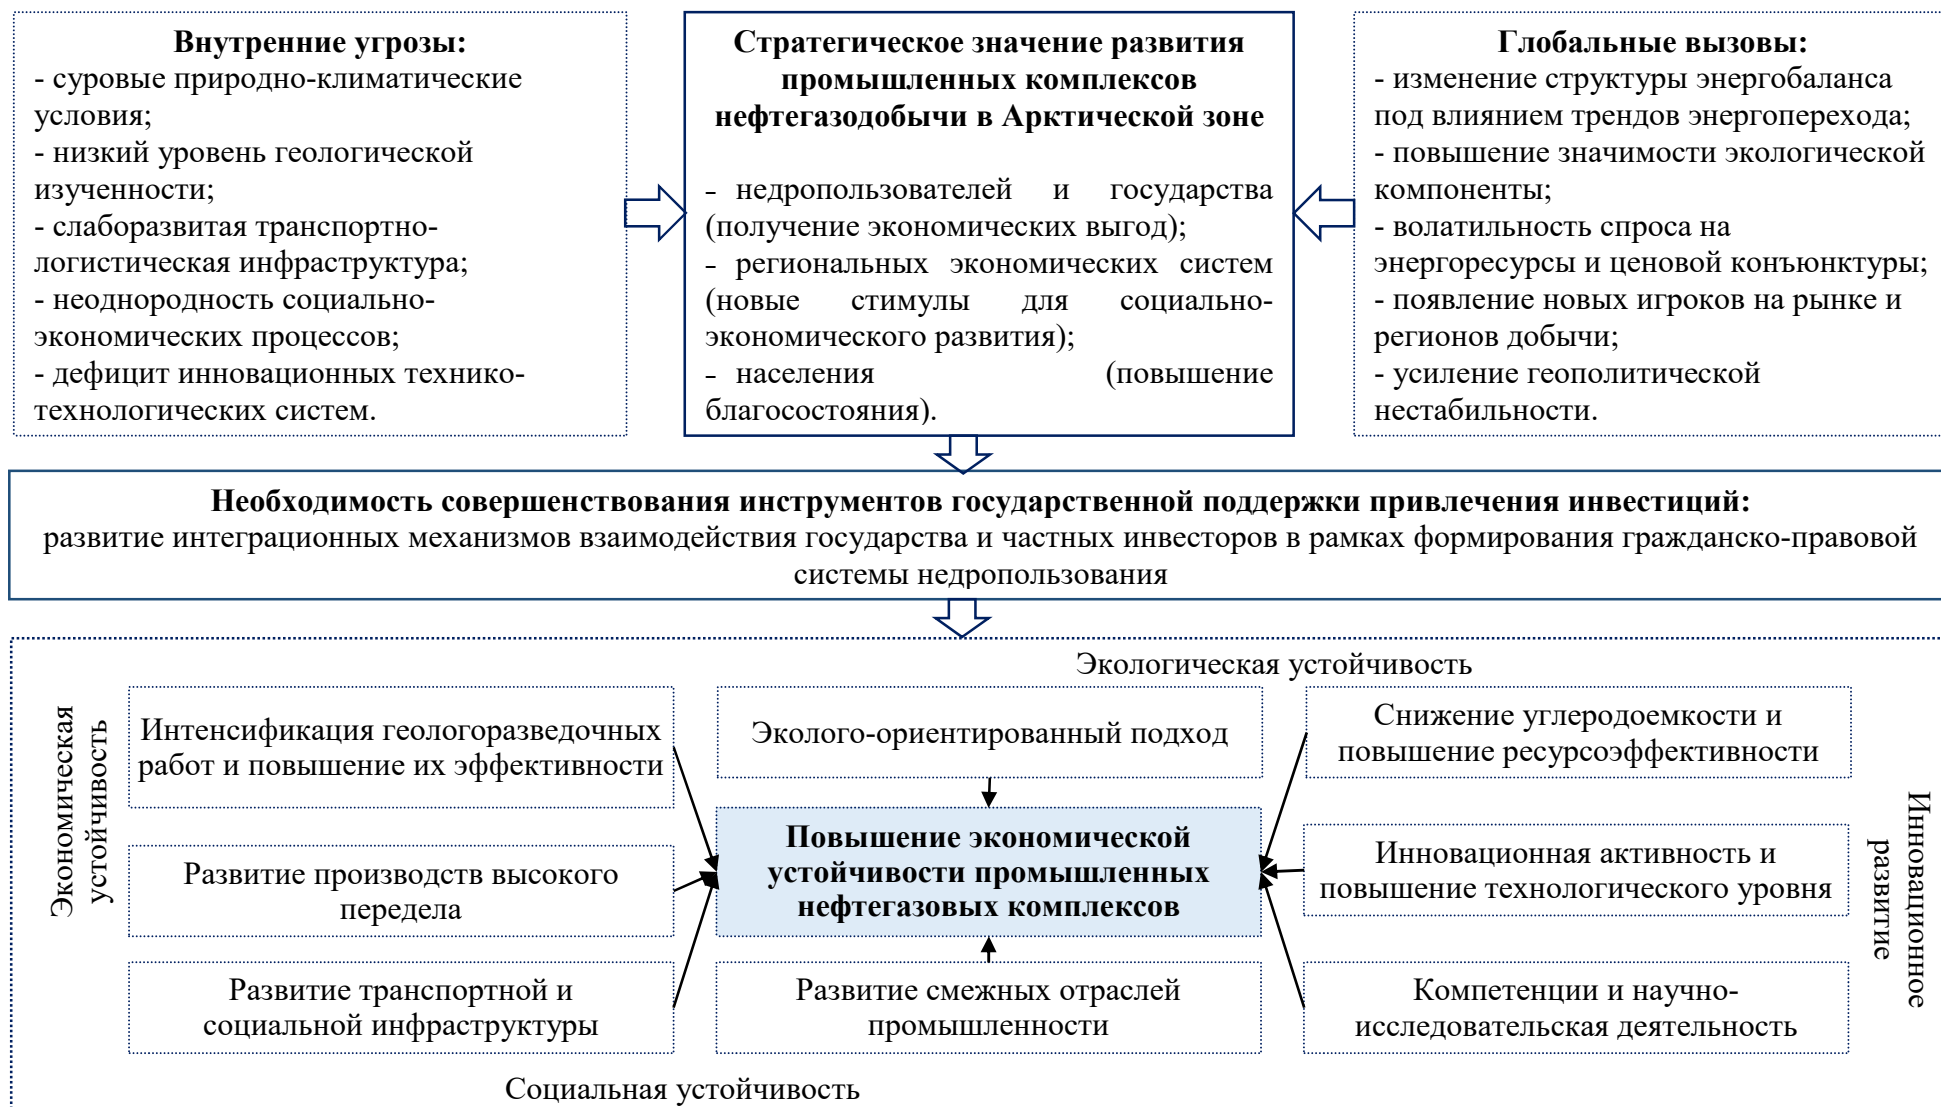 Внутренние угрозы:
- суровые природно-климатические
условия;
- низкий уровень геологической
изученности;
- слаборазвитая транспортно-
логистическая инфраструктура;
- неоднородность социально-
экономических процессов;
- дефицит инновационных технико-
технологических систем.
Стратегическое значение развития
промышленных комплексов
нефтегазодобычи в Арктической зоне
- недропользователей и государства
(получение экономических выгод);
- региональных экономических систем
(новые стимулы для социально-
экономического развития);
- населения (повышение
благосостояния).
Глобальные вызовы:
- изменение структуры энергобаланса
под влиянием трендов энергоперехода;
- повышение значимости экологической
компоненты;
- волатильность спроса на
энергоресурсы и ценовой конъюнктуры;
- появление новых игроков на рынке и
регионов добычи;
- усиление геополитической
нестабильности.
Необходимость совершенствования инструментов государственной поддержки привлечения инвестиций:
развитие интеграционных механизмов взаимодействия государства и частных инвесторов в рамках формирования гражданско-правовой
системы недропользования
Экологическая устойчивость
Экономическая
устойчивость
Интенсификация геологоразведочных
работ и повышение их эффективности
Эколого-ориентированный подход
Снижение углеродоемкости и
повышение ресурсоэффективности
Развитие производств высокого
передела
Повышение экономической
устойчивости промышленных
нефтегазовых комплексов
Инновационная активность и
повышение технологического уровня
Инновационное
развитие
Развитие транспортной и
социальной инфраструктуры
Развитие смежных отраслей
промышленности
Компетенции и научно-
исследовательская деятельность
Социальная устойчивость